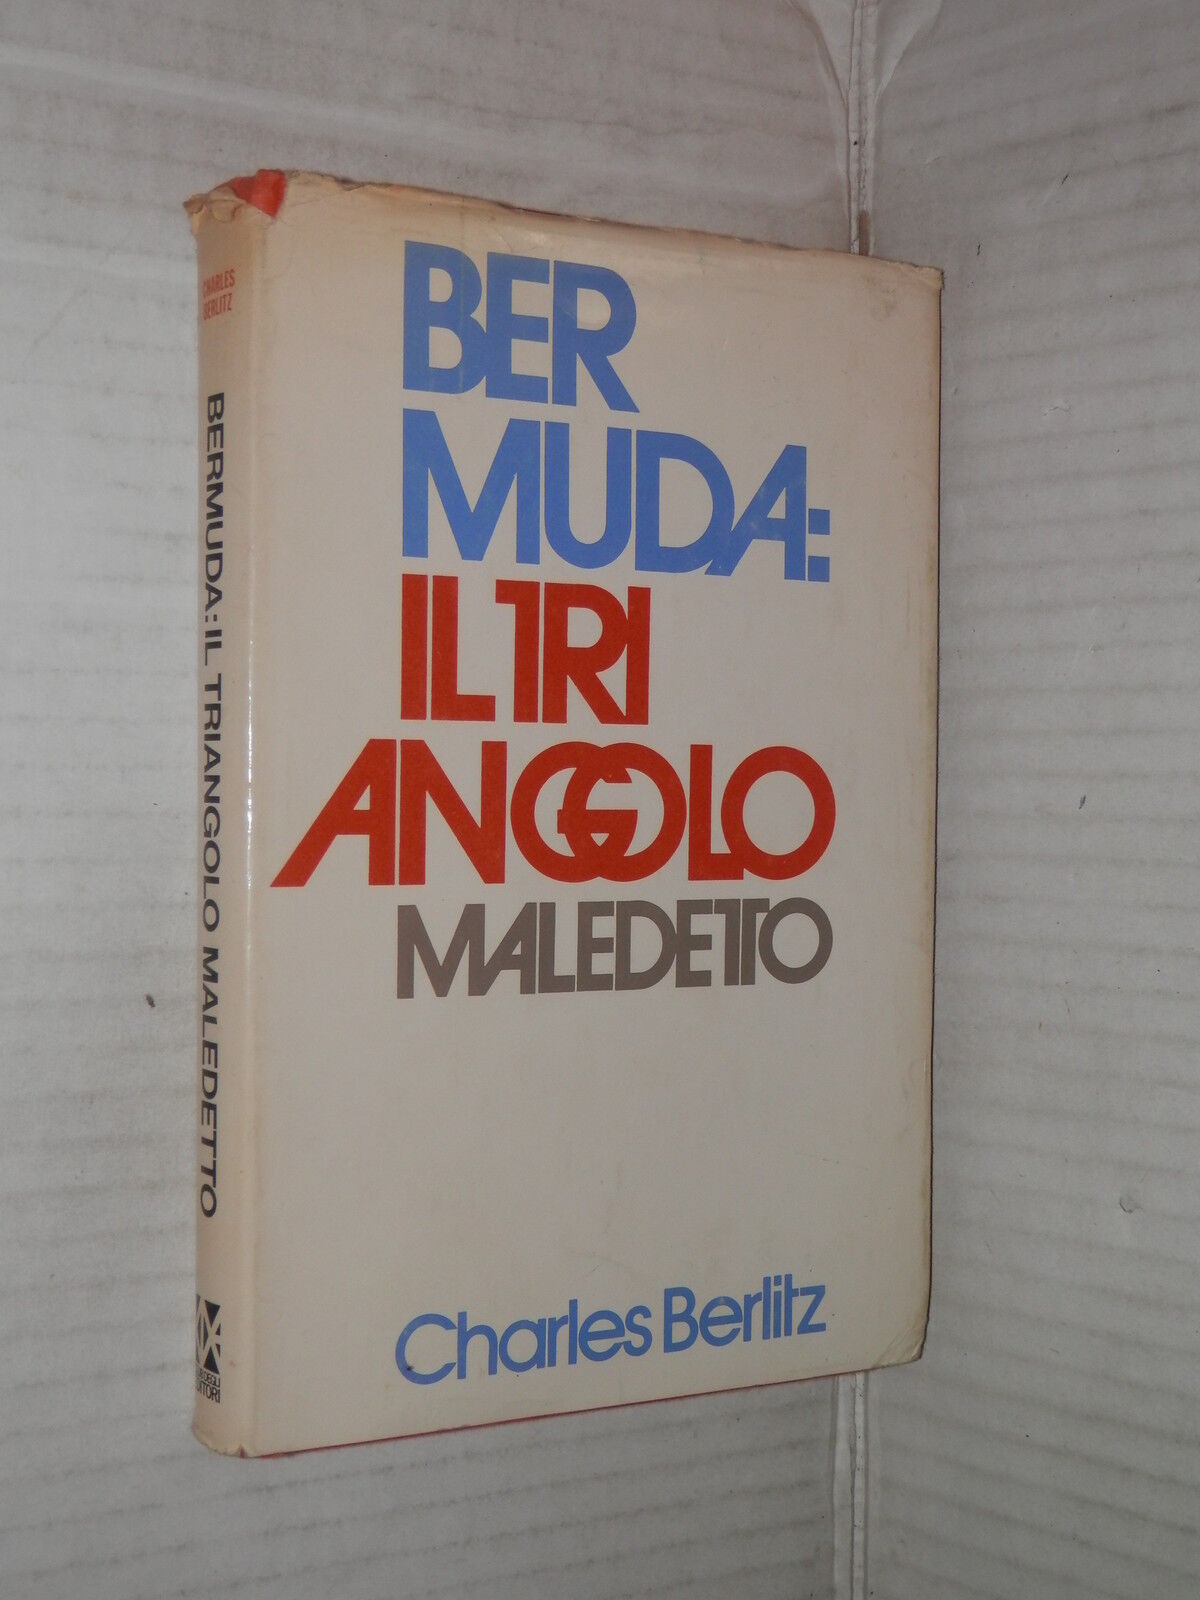 CHARLES
BERLITZ
BERMUDA: IL TRIANGOLO MALEDETTO
BER
MUDA:
IL TRI
ANGOLO
MALEDETTO
Charles Berlitz